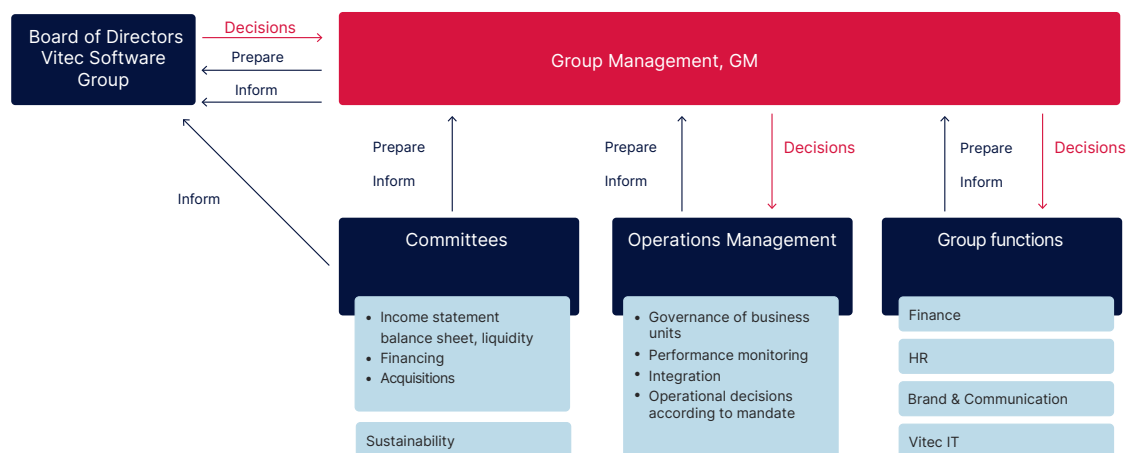 Board of Directors
Vitec Software
Group
Decisions
Prepare
Inform
Group Management, GM
Inform
Prepare
Inform
Prepare
Inform
Decisions
Prepare
Inform
Decisions
Committees
• Income statement
balance sheet, liquidity
• Financing
• Acquisitions
Sustainability
Operations Management
• Governance of business
units
• Performance monitoring
• Integration
• Operational decisions
according to mandate
Group functions
Finance
HR
Brand & Communication
Vitec IT